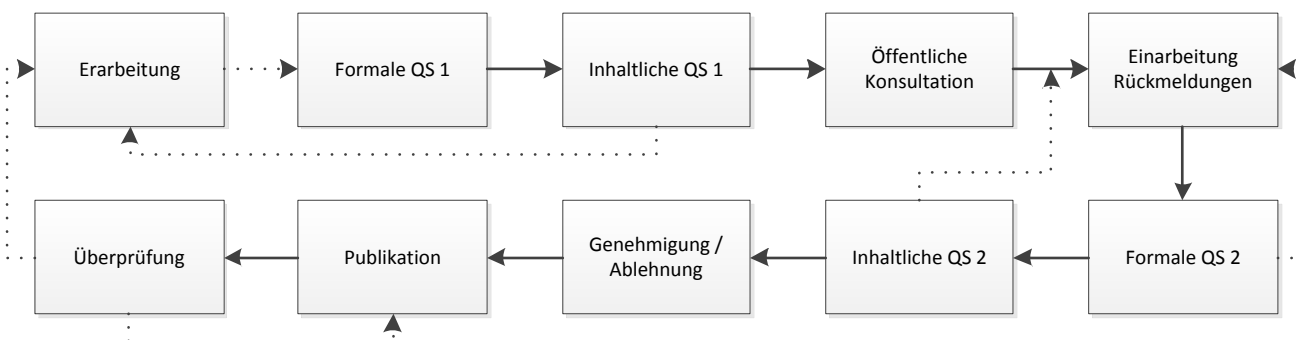 Erarbeitung
Formale QS 1
Inhaltliche QS 1
Öffentliche
Konsultation
Einarbeitung
Rückmeldungen
Überprüfung
Publikation
Genehmigung /
Ablehnung
Inhaltliche QS 2
Formale QS 2